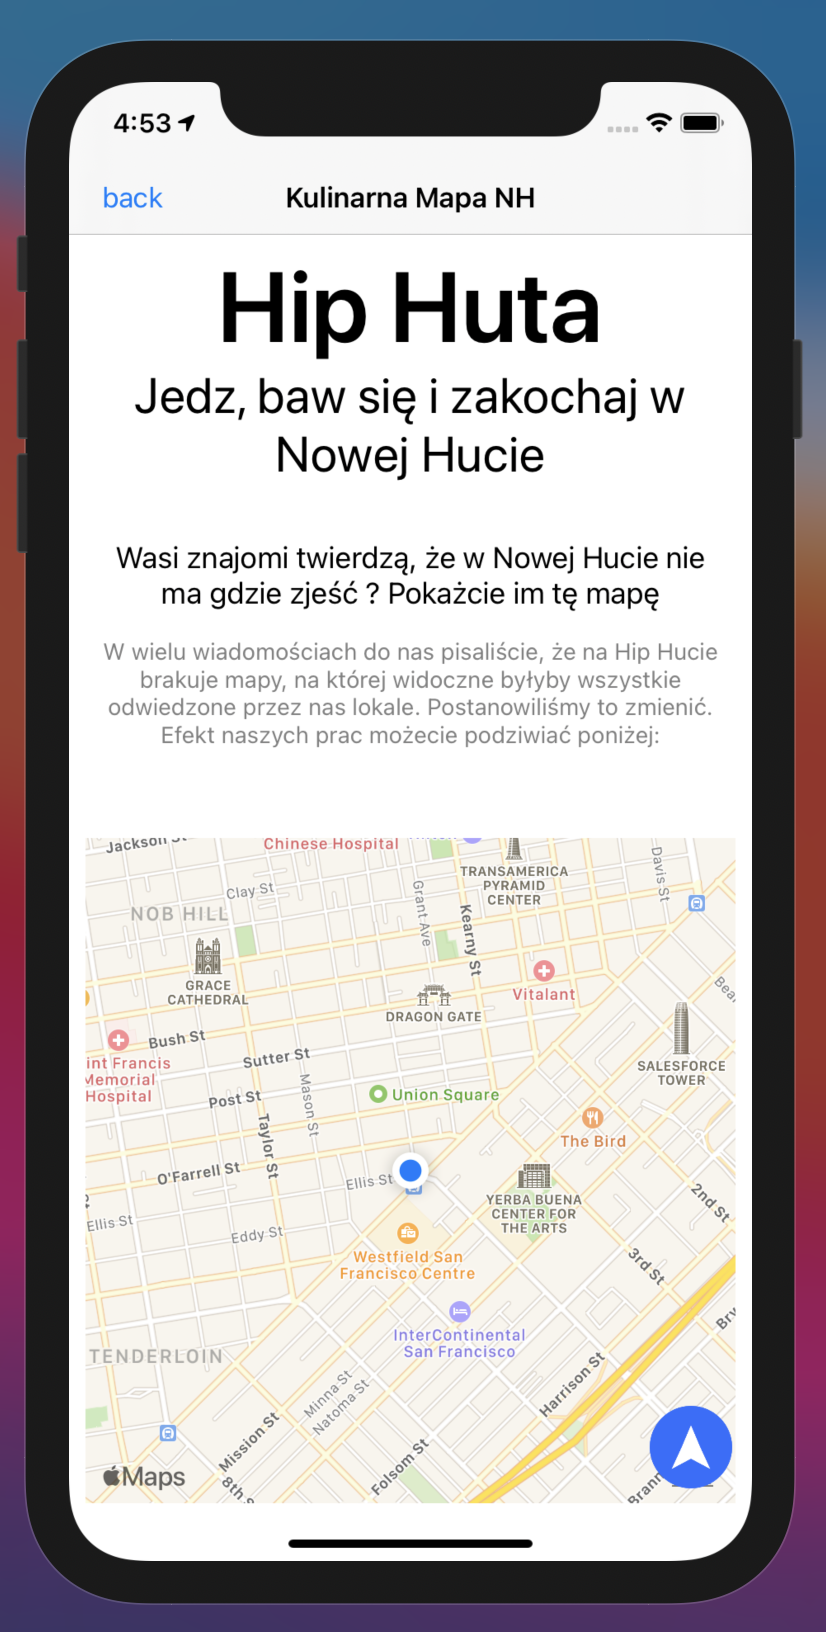 4:53
back
Kulinarna Mapa NH
Hip Huta
Jedz, baw się i zakochaj w
Nowej Hucie
Wasi znajomi twierdzą, że w Nowej Hucie nie
ma gdzie zjeść ? Pokażcie im tę mapę
W wielu wiadomościach do nas pisaliście, że na Hip Hucie
brakuje mapy, na której widoczne byłyby wszystkie
odwiedzone przez nas lokale. Postanowiliśmy to zmienić.
Efekt naszych prac możecie podziwiać poniżej:
Jackson St
Chinese Hospital
TRANSAMERICA
PYRAMID
CENTER
Davis St
Clay St
Grant Ave
Kearny St
NOB HILL
GRACE
CATHEDRAL
DRAGON GATE
Vitalant
Bea
Bush St
int Francis
Memorial
Hospital
Sutter St
SALESFORCE
TOWER
Post St
Mason St
Union Square
Taylor St
The Bird
O'Farrell St
Ellis St
YERBA BUENA
CENTER FOR
THE ARTS
2nd St
Ellis St
Eddy St
Westfield San
Francisco Centre
3rd St
InterContinental
San Francisco
Bry
TENDERLOIN
Minna St
Natoma St
Harrison St
Mission St
Folsom St
8th S
Brann
Maps